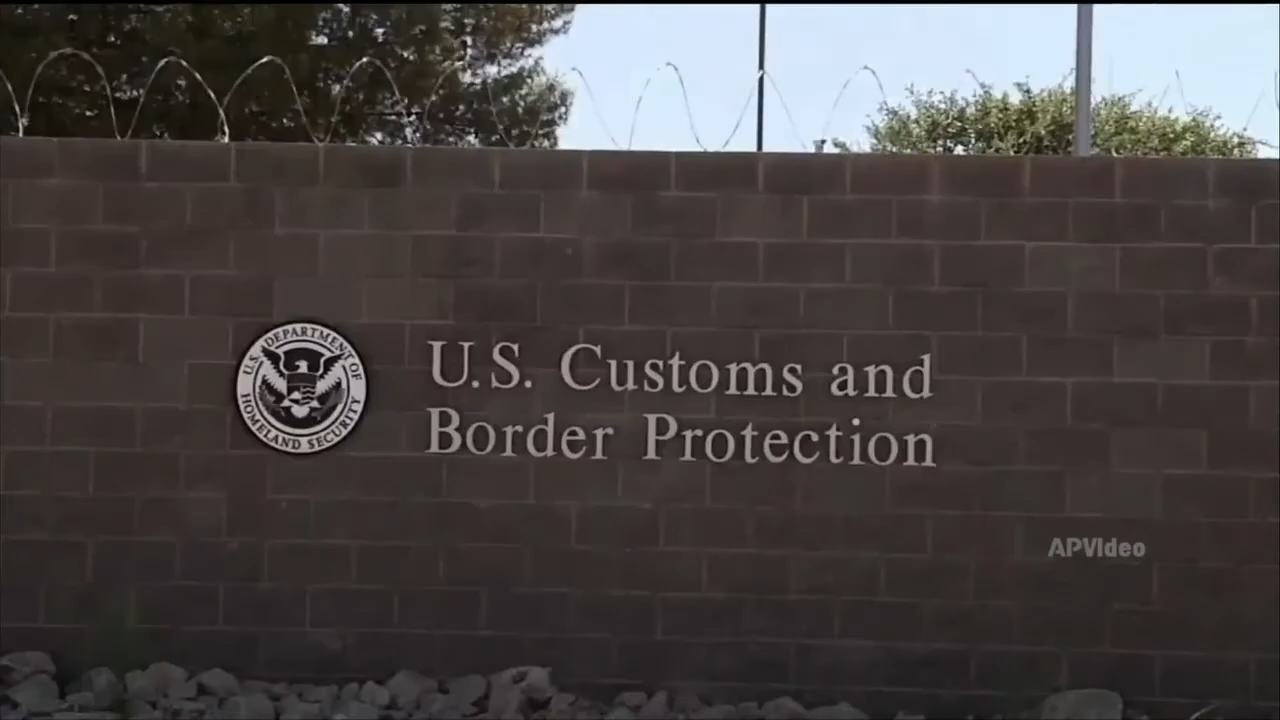 U.S. DEPARTMENT OF
HOMELAND SECURITY
U.S. Customs and
Border Protection
APVideo